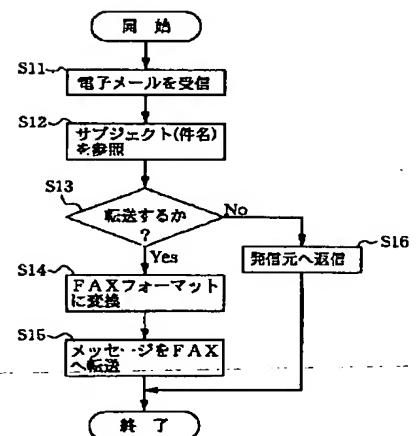 開 始
S11
電子メールを受信
S12
サブジェクト(件名)
を参照
S13
転送するか
?
No
Yes
S16
発信元へ返信
S14
FAXフォーマット
に変換
S15
メッセージをFAX
へ転送
終 了